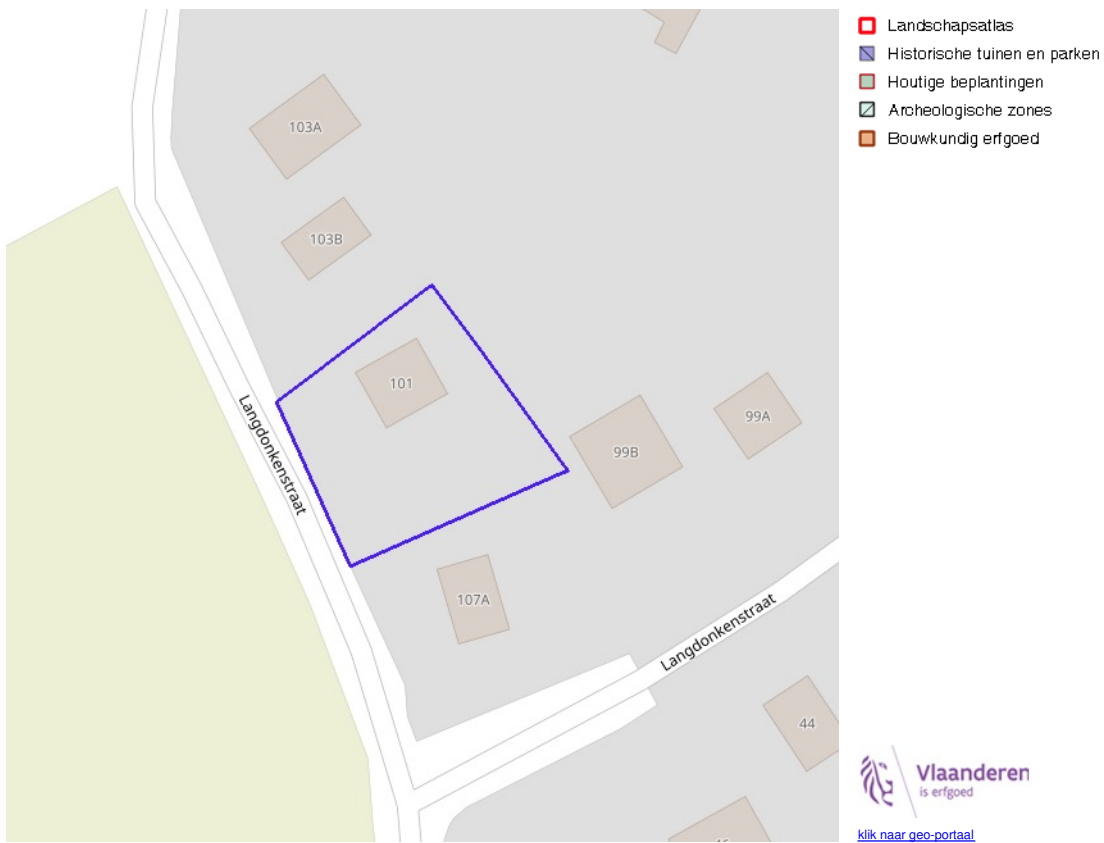 Landschapsatlas
Historische tuinen en parken
Houtige beplantingen
Archeologische zones
Bouwkundig erfgoed
103A
103B
101
99A
99B
Langdonkenstraat
107A
Langdonkenstraat
44
Vlaanderen
is erfgoed
klik naar geo-portaal